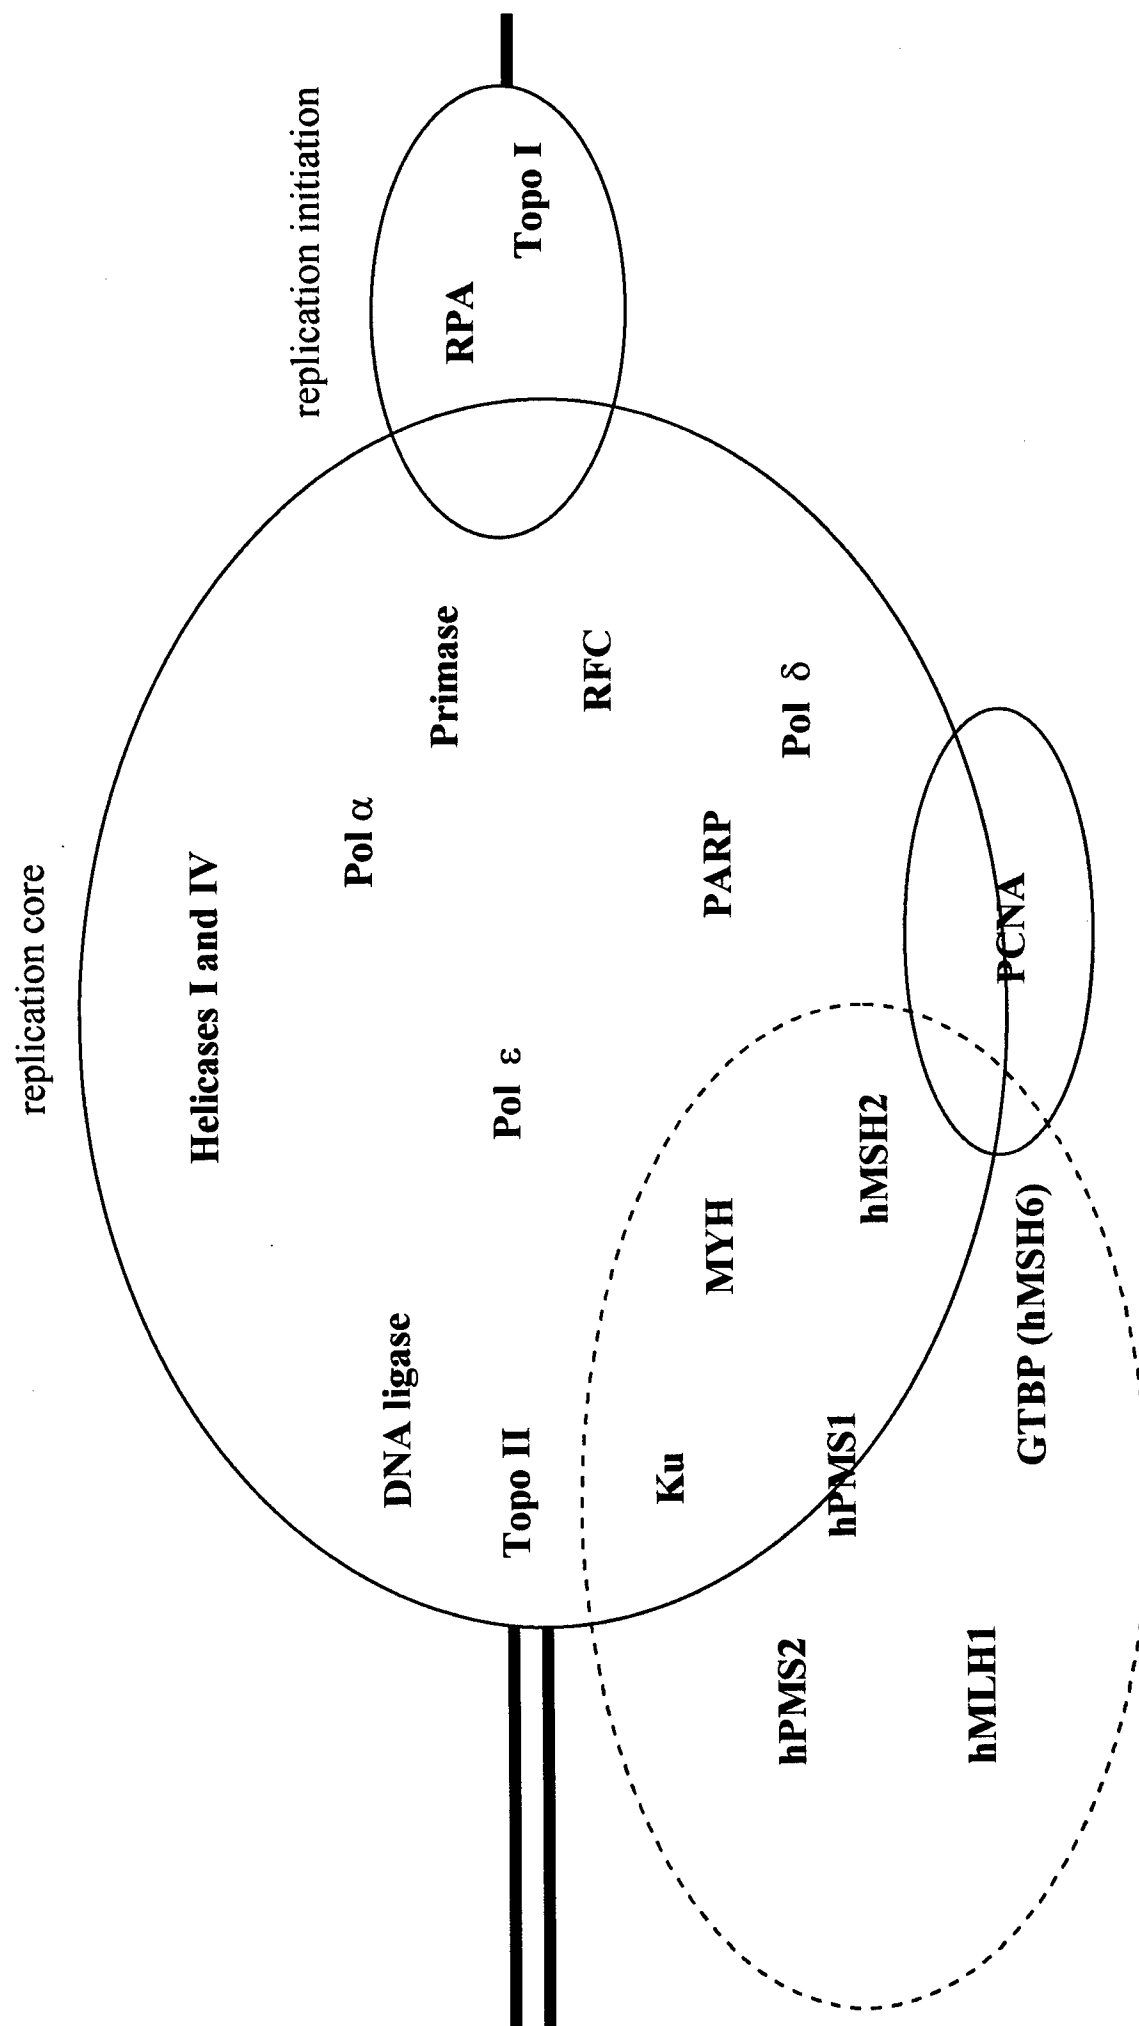 replication core
replication initiation
Helicases I and IV
Pol α
Primase
RPA
Topo I
DNA ligase
Pol ε
Topo II
RFC
Ku
MYH
PARP
Pol δ
hPMS2
hPMS1
hMSH2
hMLH1
GTBP (hMSH6)
PCNA